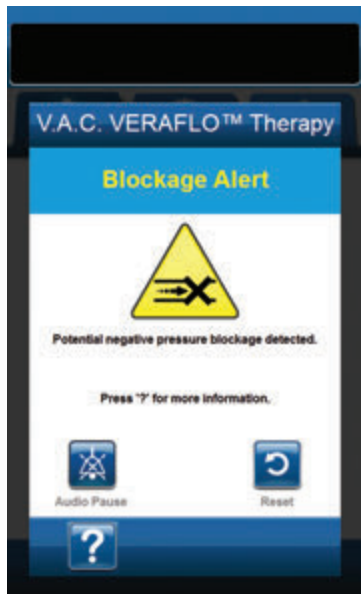 V.A.C. VERAFLO™ Therapy
Blockage Alert
Potential negative pressure blockage detected.
Press '?' for more information.
Audio Pause
Reset
?